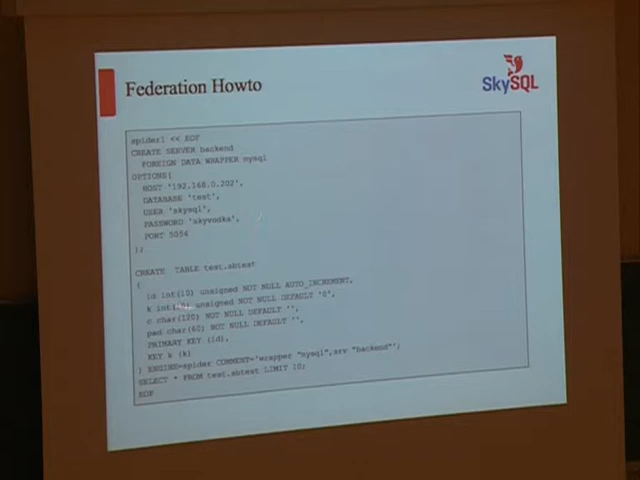 Federation Howto
SkySQL
spider1 << EOF
CREATE SERVER backend
FOREIGN DATA WRAPPER mysql
OPTIONS(
HOST '192.168.0.202',
DATABASE 'test',
USER 'skysql',
PASSWORD 'skyvodka',
PORT 5054
);
CREATE TABLE test.sbtest
(
id int(10) unsigned NOT NULL AUTO_INCREMENT,
k int(10) unsigned NOT NULL DEFAULT '0',
c char(120) NOT NULL DEFAULT '',
pad char(60) NOT NULL DEFAULT '',
PRIMARY KEY (id),
KEY k (k)
) ENGINE=spider COMMENT='wrapper "mysql",srv "backend"';
SELECT * FROM test.sbtest LIMIT 10;
EOF